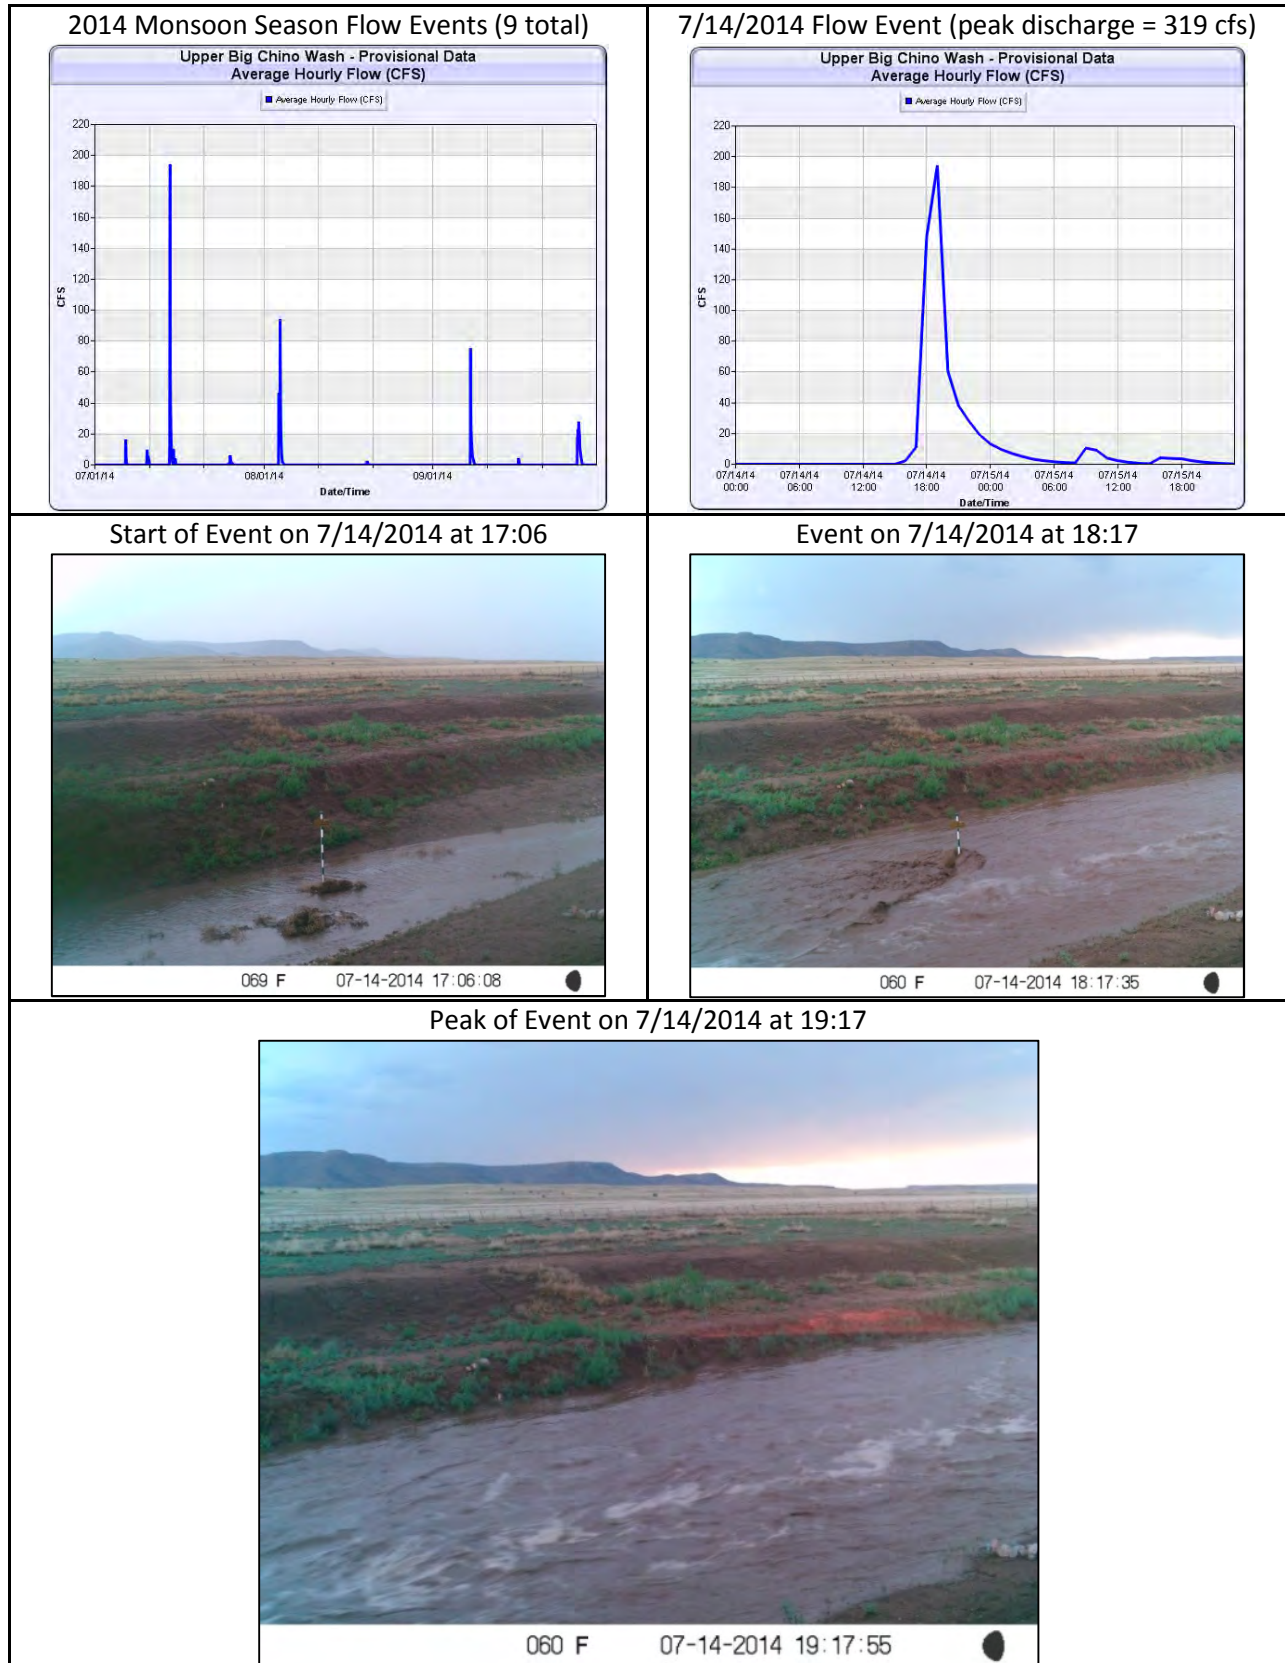 2014 Monsoon Season Flow Events (9 total)
Upper Big Chino Wash - Provisional Data
Average Hourly Flow (CFS)
Average Hourly Flow (CFS)
220
200
180
160
140
120
100
80
60
40
20
0
CFS
07/01/14
08/01/14
09/01/14
Date/Time
7/14/2014 Flow Event (peak discharge = 319 cfs)
Upper Big Chino Wash - Provisional Data
Average Hourly Flow (CFS)
Average Hourly Flow (CFS)
220
200
180
160
140
120
100
80
60
40
20
0
CFS
07/14/14 07/14/14 07/14/14 07/14/14 07/15/14 07/15/14 07/15/14 07/15/14
00:00 06:00 12:00 18:00 00:00 06:00 12:00 18:00
Date/Time
Start of Event on 7/14/2014 at 17:06
069 F 07-14-2014 17:06:08
Event on 7/14/2014 at 18:17
060 F 07-14-2014 18:17:35
Peak of Event on 7/14/2014 at 19:17
060 F 07-14-2014 19:17:55